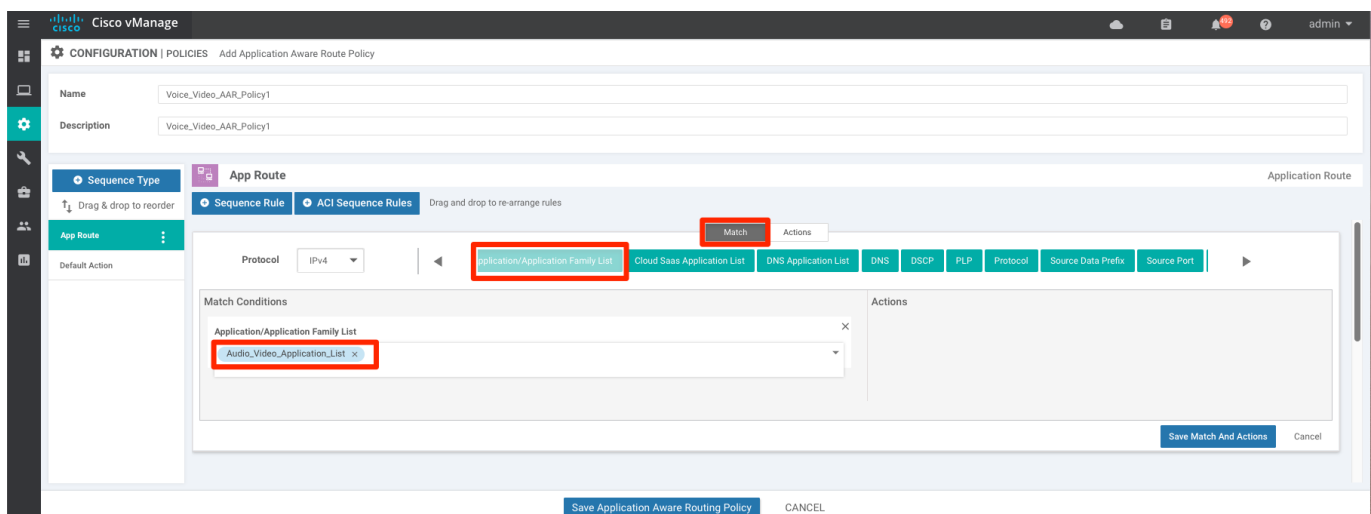 cisco Cisco vManage 492 admin
CONFIGURATION | POLICIES Add Application Aware Route Policy
Name Voice_Video_AAR_Policy1
Description Voice_Video_AAR_Policy1
Sequence Type App Route Application Route
Drag & drop to reorder Sequence Rule ACI Sequence Rules Drag and drop to re-arrange rules
App Route Match Actions
Default Action Protocol IPv4 pplication/Application Family List Cloud Saas Application List DNS Application List DNS DSCP PLP Protocol Source Data Prefix Source Port
Match Conditions Actions
Application/Application Family List
Audio_Video_Application_List x
Save Match And Actions Cancel
Save Application Aware Routing Policy CANCEL